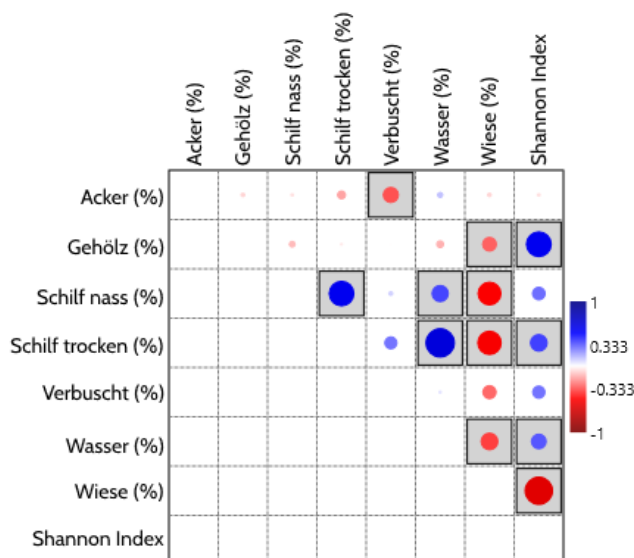 Acker (%)
Gehölz (%)
Schilf nass (%)
Schilf trocken (%)
Verbuscht (%)
Wasser (%)
Wiese (%)
Shannon Index
Acker (%)
Gehölz (%)
Schilf nass (%)
Schilf trocken (%)
Verbuscht (%)
Wasser (%)
Wiese (%)
Shannon Index
1
0.333
-0.333
-1